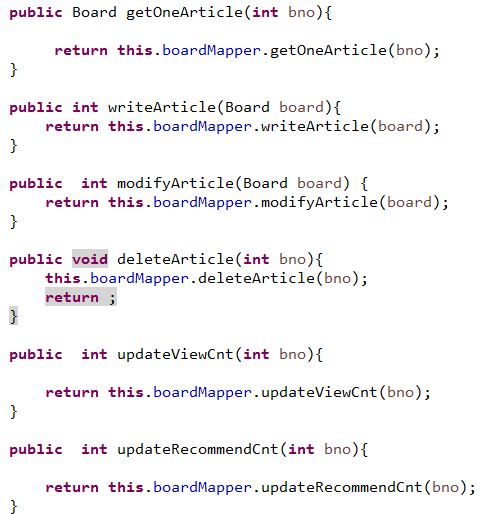 public Board getOneArticle(int bno){
return this.boardMapper.getOneArticle(bno);
}
public int writeArticle(Board board){
return this.boardMapper.writeArticle(board);
}
public  int modifyArticle(Board board) {
return this.boardMapper.modifyArticle(board);
}
public void deleteArticle(int bno){
this.boardMapper.deleteArticle(bno);
return ;
}
public  int updateViewCnt(int bno){
return this.boardMapper.updateViewCnt(bno);
}
public  int updateRecommendCnt(int bno){
return this.boardMapper.updateRecommendCnt(bno);
}